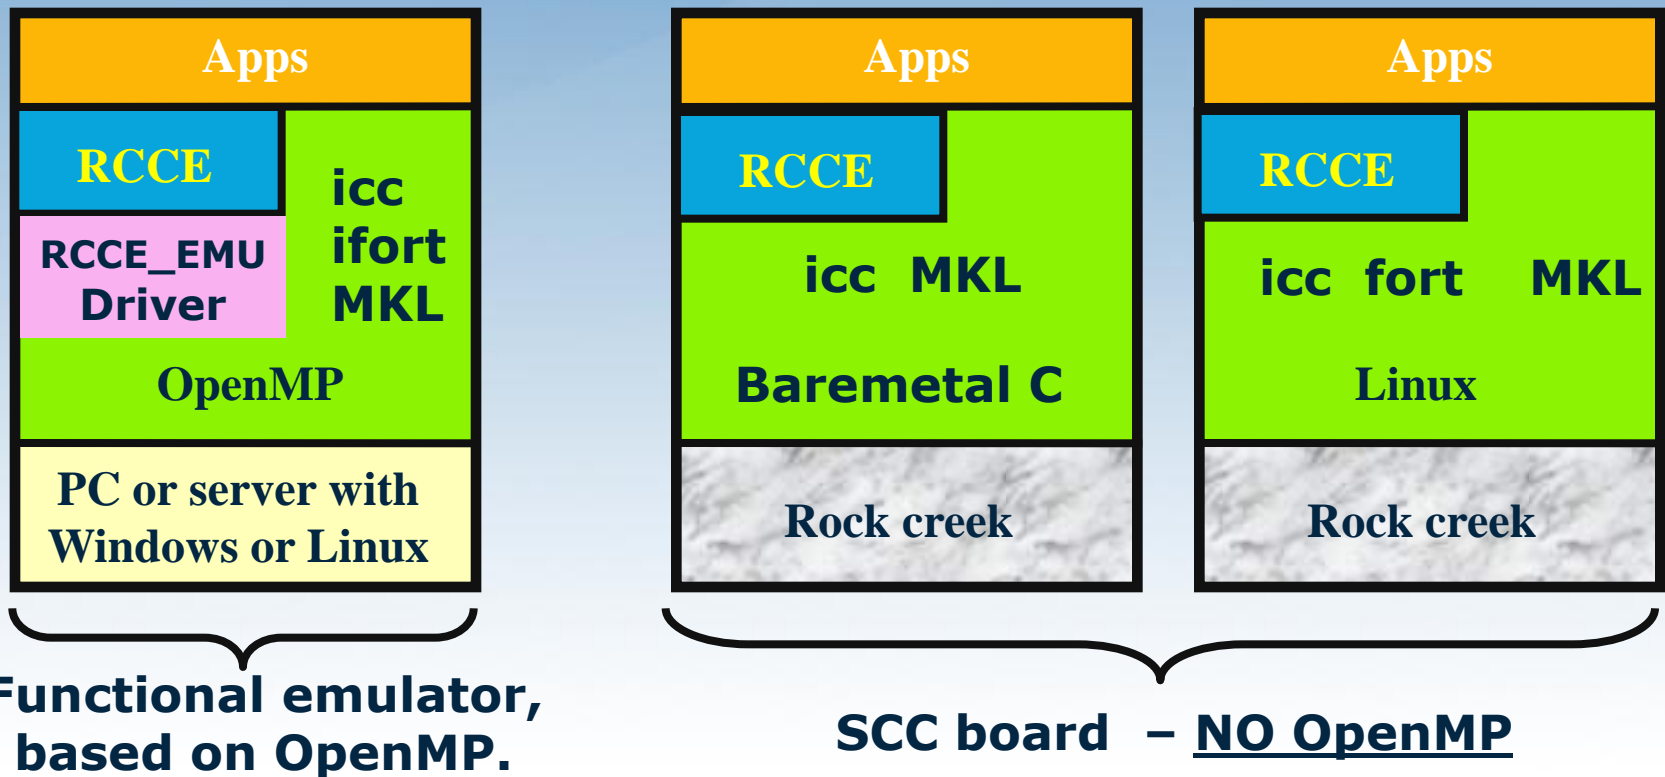 Apps
RCCE
RCCE_EMU
Driver
icc
ifort
MKL
OpenMP
PC or server with
Windows or Linux
Functional emulator,
based on OpenMP.
Apps
RCCE
icc MKL
Baremetal C
Rock creek
Apps
RCCE
icc fort MKL
Linux
Rock creek
SCC board – NO OpenMP